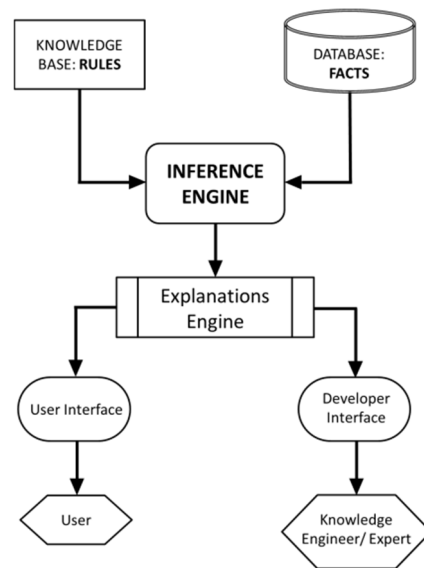 KNOWLEDGE
BASE: RULES
DATABASE:
FACTS
INFERENCE
ENGINE
Explanations
Engine
User Interface
Developer
Interface
User
Knowledge
Engineer/ Expert